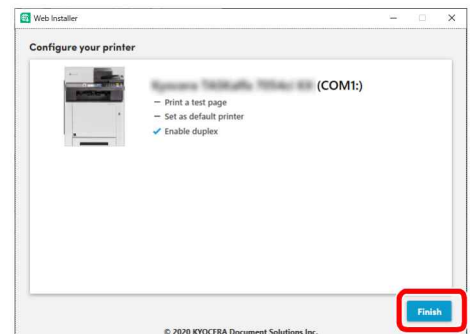 Web Installer
Configure your printer
(COM1:)
Print a test page
Set as default printer
Enable duplex
Finish
© 2020 KYOCERA Document Solutions Inc.